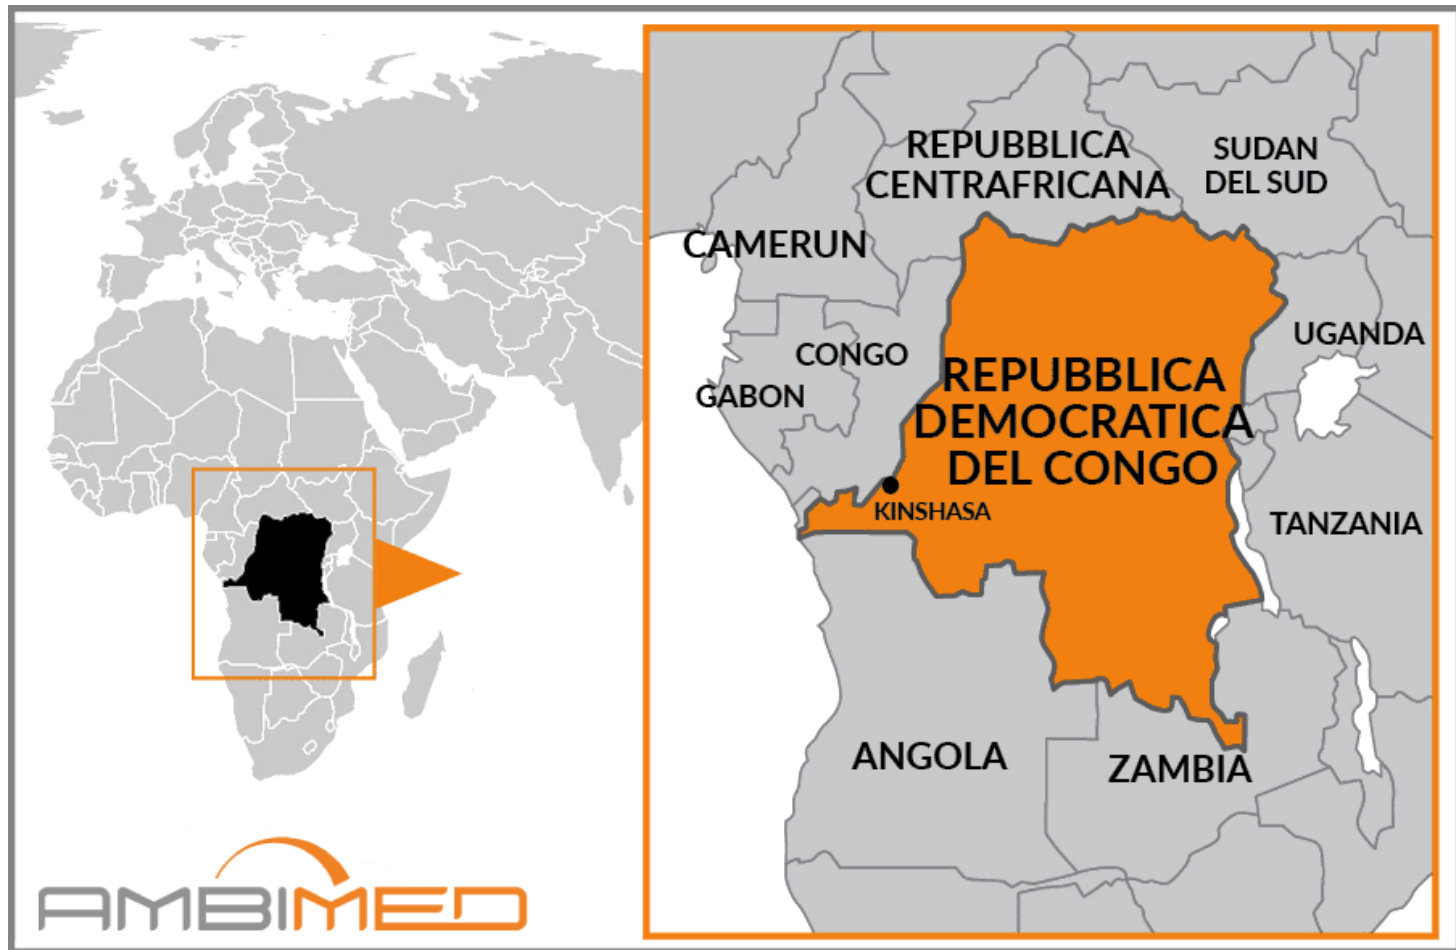 REPUBBLICA
CENTRAFRICANA
SUDAN
DEL SUD
CAMERUN
UGANDA
CONGO
GABON
REPUBBLICA
DEMOCRATICA
DEL CONGO
KINSHASA
TANZANIA
ANGOLA
ZAMBIA
AMBIMED